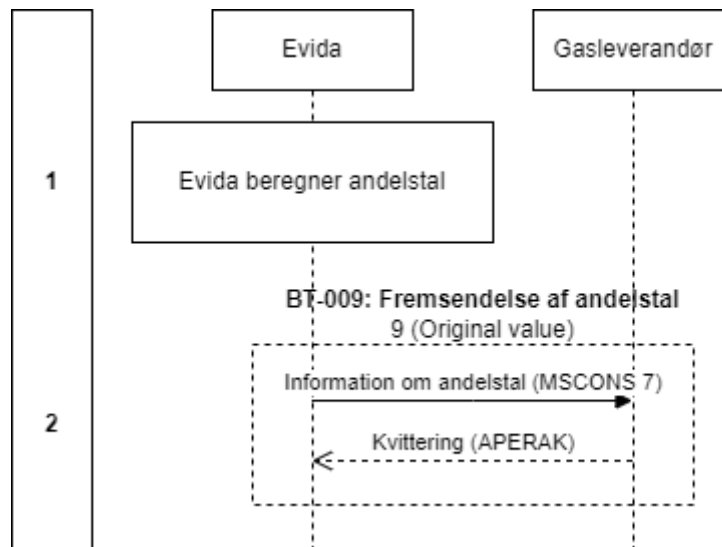 Evida
Gasleverandør
1
Evida beregner andelstal
BT-009: Fremsendelse af andelstal
9 (Original value)
Information om andelstal (MSCONS 7)
2
Kvittering (APERAK)